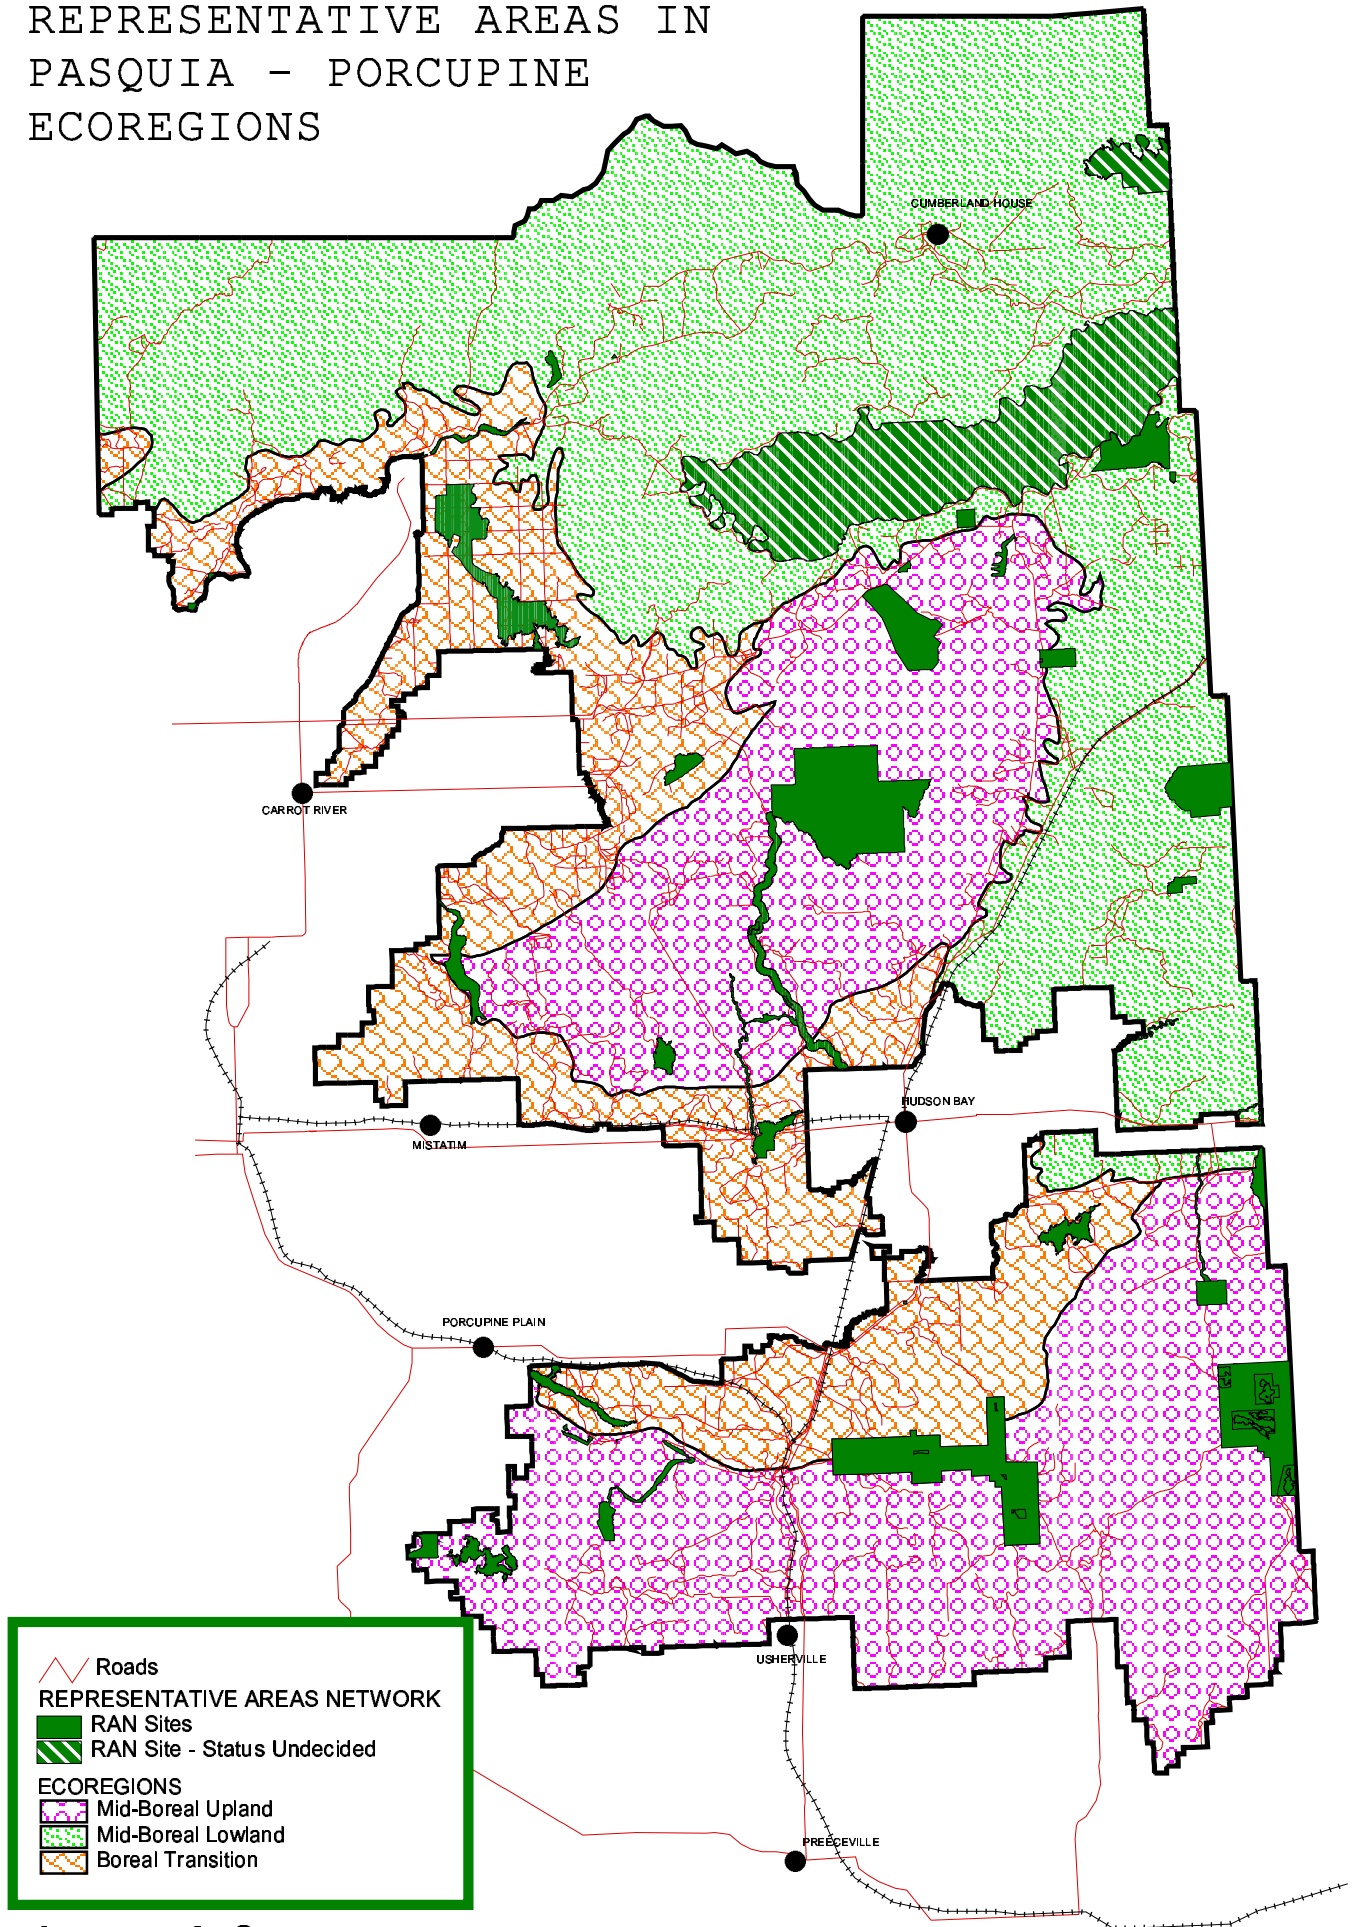 REPRESENTATIVE AREAS IN
PASQUIA - PORCUPINE
ECOREGIONS
CUMBERLAND HOUSE
CARROT RIVER
HUDSON BAY
MISTATIM
PORCUPINE PLAIN
USHERVILLE
PREECEVILLE
Roads
REPRESENTATIVE AREAS NETWORK
RAN Sites
RAN Site - Status Undecided
ECOREGIONS
Mid-Boreal Upland
Mid-Boreal Lowland
Boreal Transition